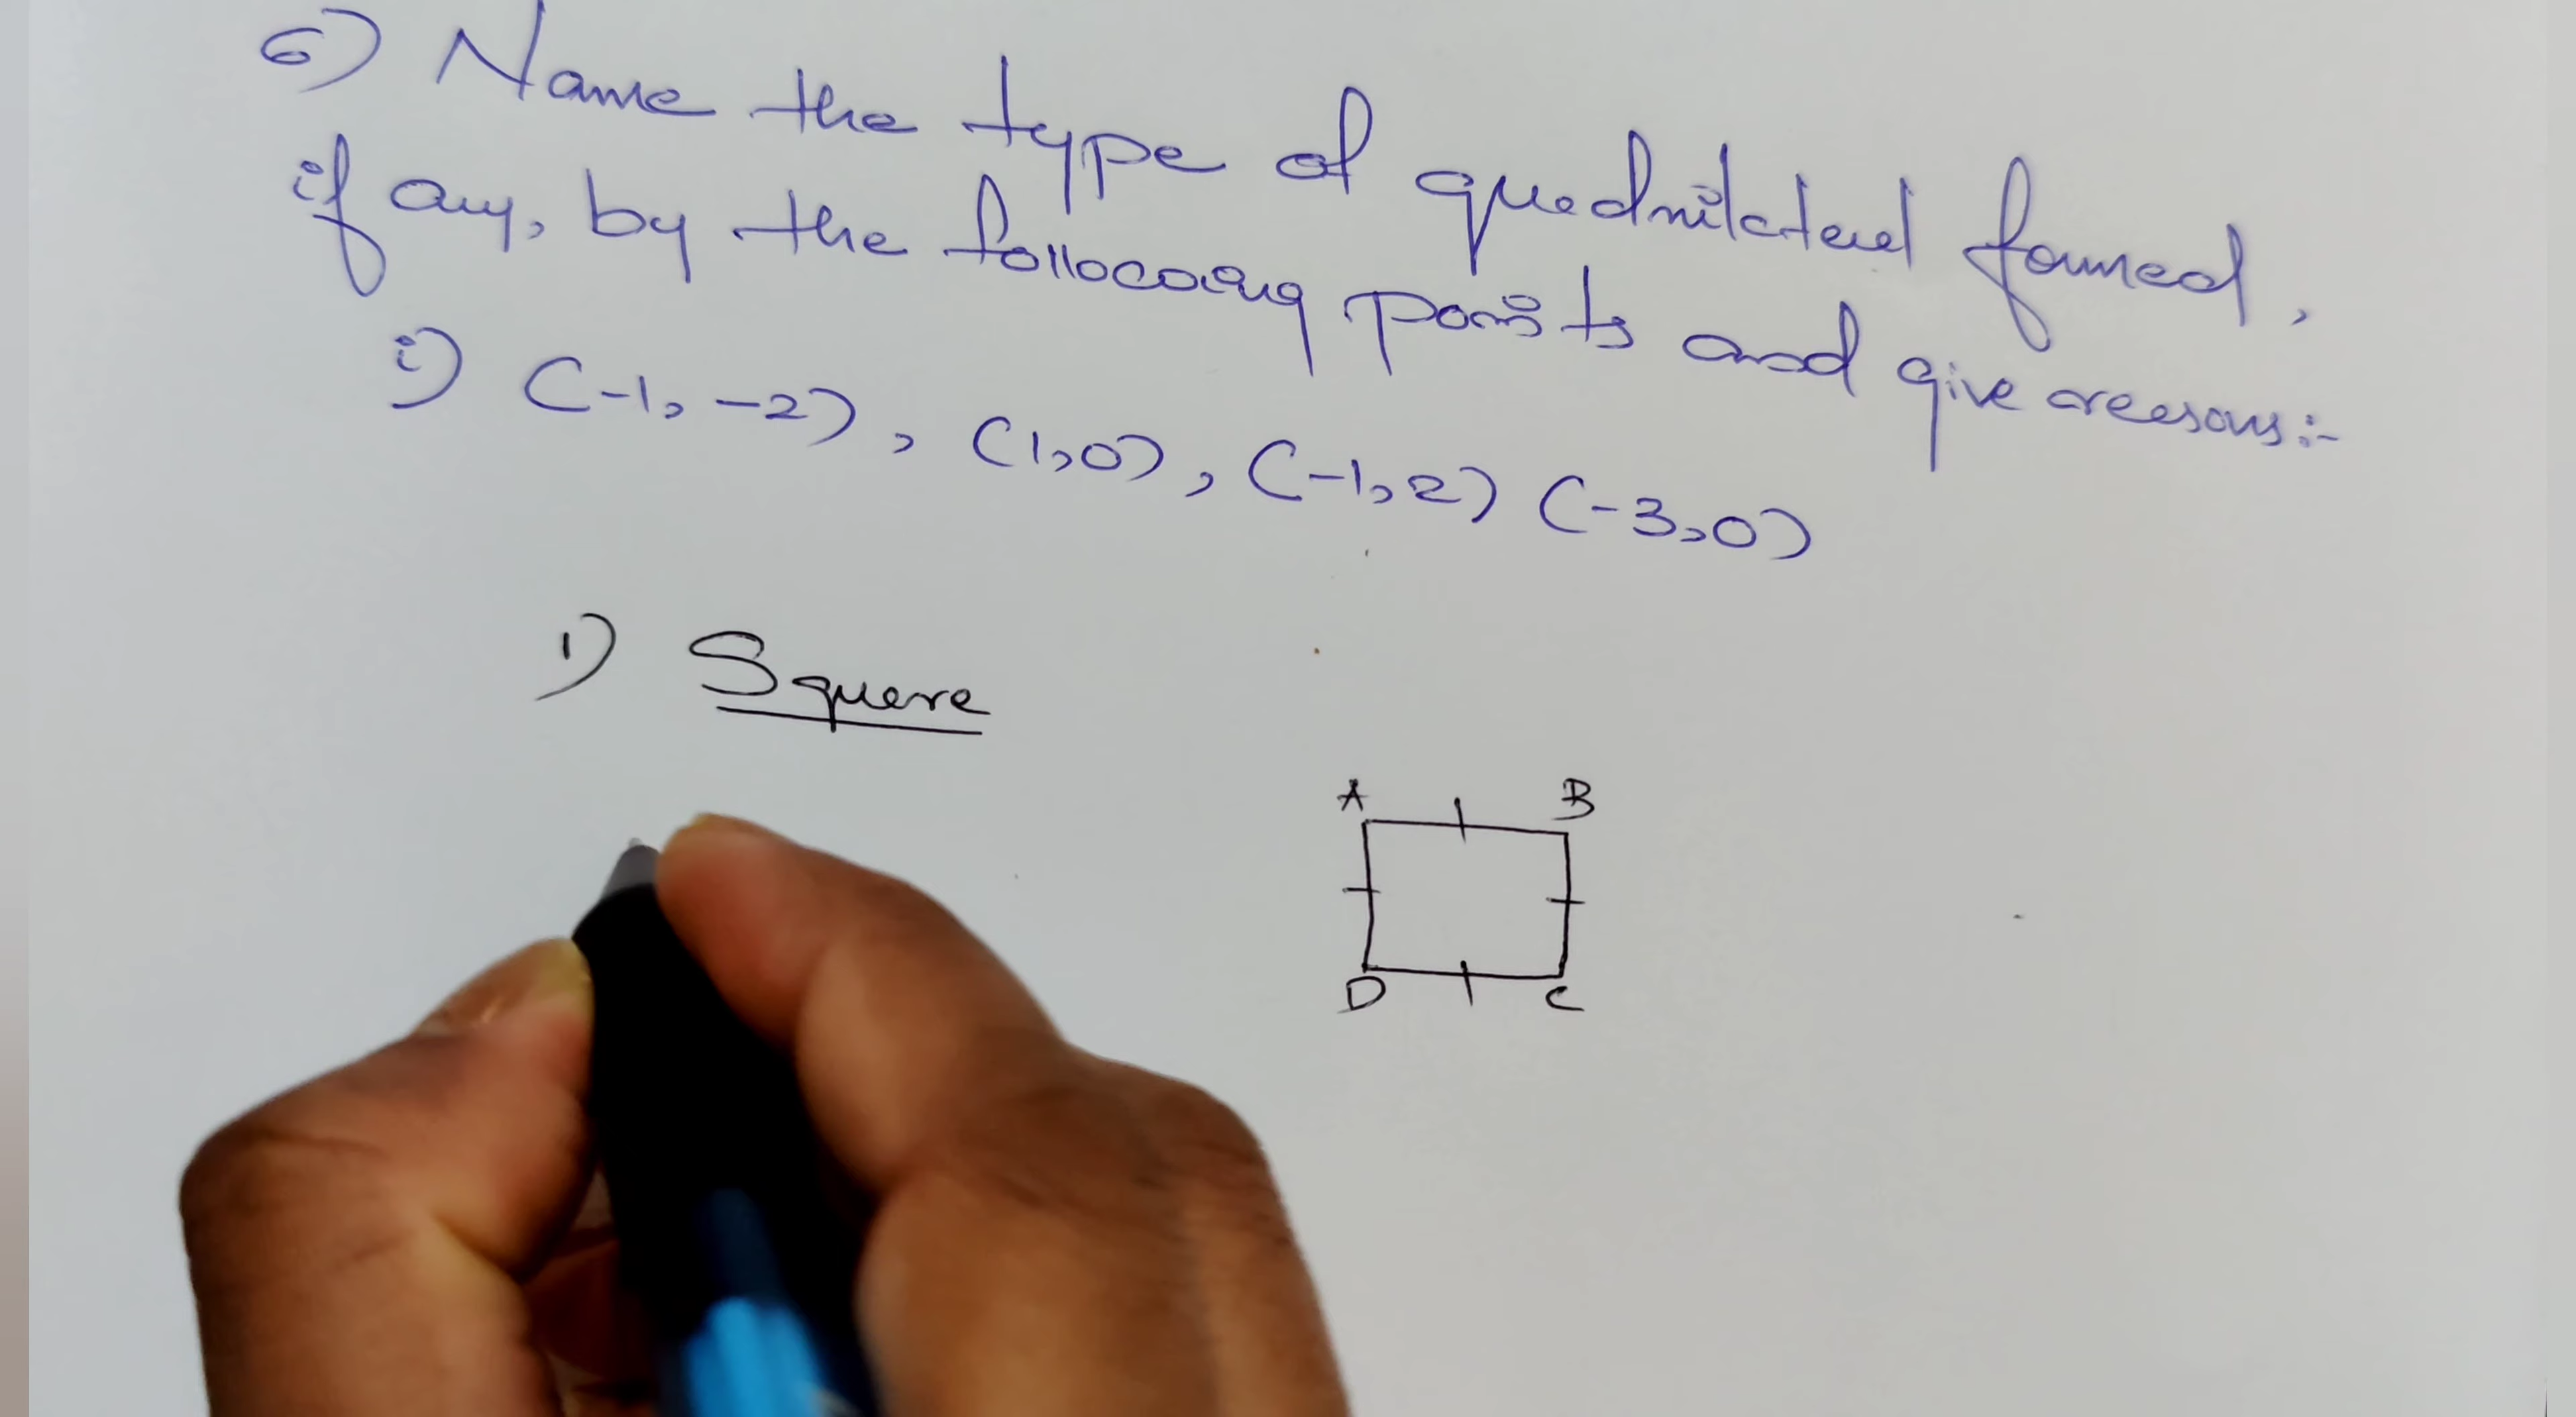 6) Name the type of quadrilateral formed,
if any, by the following points and give reasons:-
i) (-1, -2), (1,0), (-1,2) (-3,0)
1) Square
A B
D C